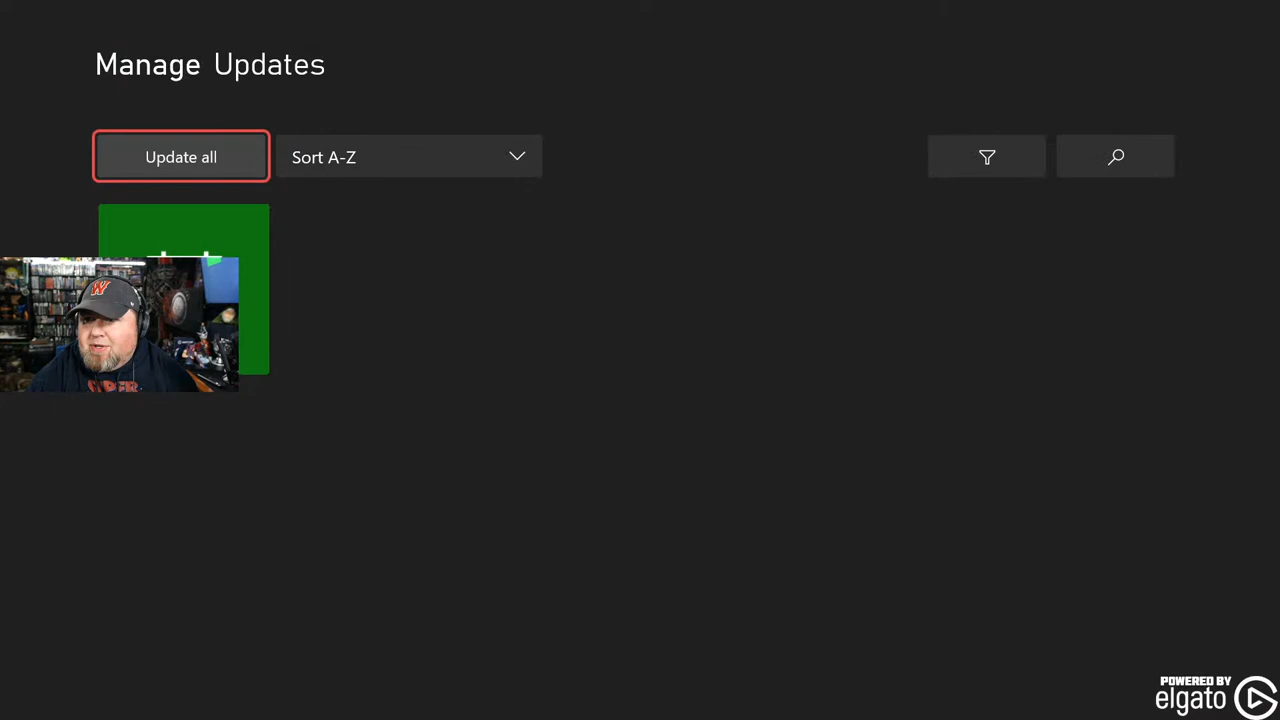 Manage Updates
Update all
Sort A-Z
W
POWERED BY
elgato